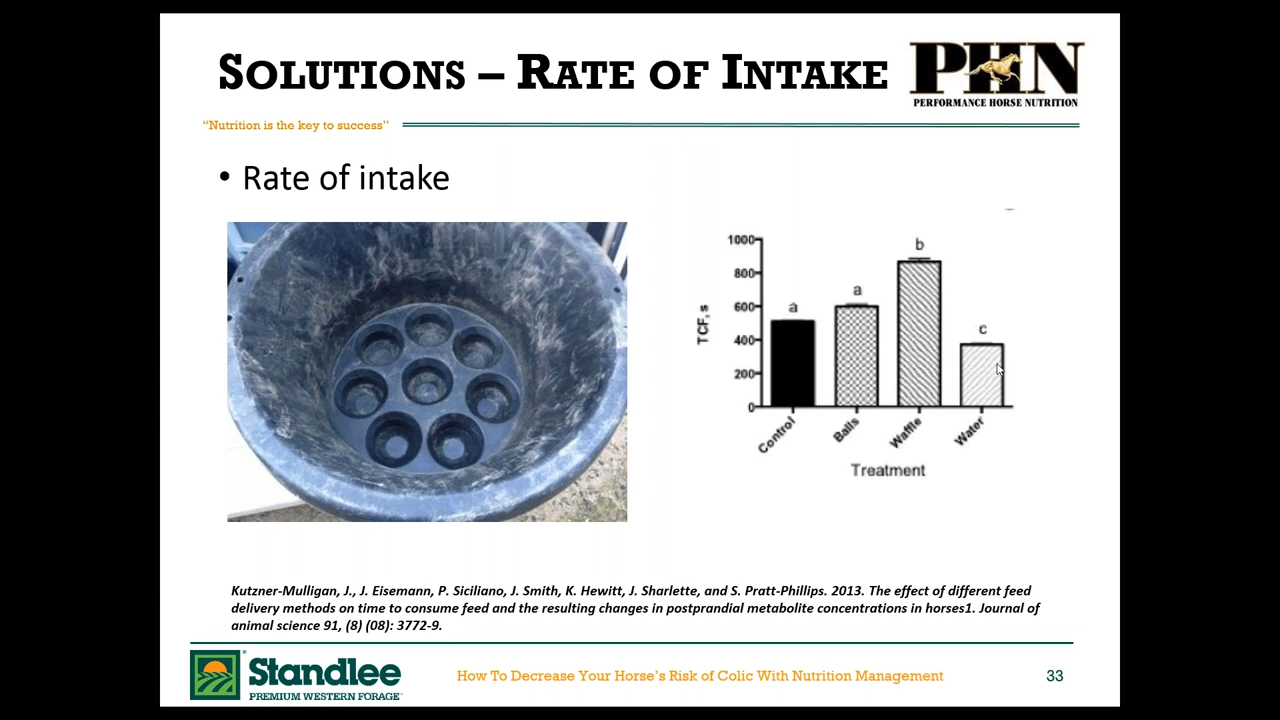 SOLUTIONS – RATE OF INTAKE
PHN
PERFORMANCE HORSE NUTRITION
“Nutrition is the key to success”
• Rate of intake
1000
800
600
400
200
0
TCF, s
a
a
b
c
Control
Balls
Waffle
Water
Treatment
Kutzner-Mulligan, J., J. Eisemann, P. Siciliano, J. Smith, K. Hewitt, J. Sharlette, and S. Pratt-Phillips. 2013. The effect of different feed
delivery methods on time to consume feed and the resulting changes in postprandial metabolite concentrations in horses1. Journal of
animal science 91, (8) (08): 3772-9.
Standlee®
PREMIUM WESTERN FORAGE™
How To Decrease Your Horse’s Risk of Colic With Nutrition Management
33